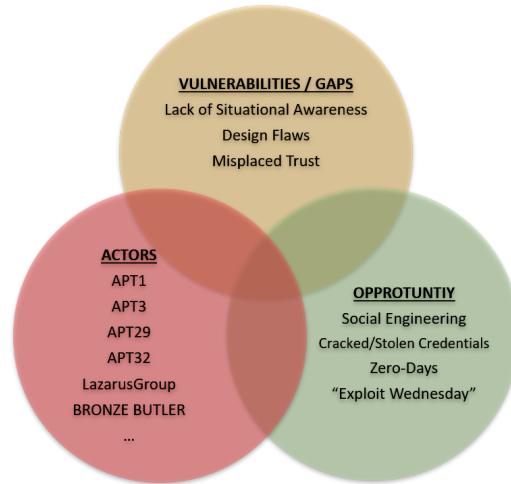 VULNERABILITIES / GAPS
Lack of Situational Awareness
Design Flaws
Misplaced Trust
ACTORS
APT1
APT3
APT29
APT32
LazarusGroup
BRONZE BUTLER
...
OPPROTUNTIY
Social Engineering
Cracked/Stolen Credentials
Zero-Days
“Exploit Wednesday”